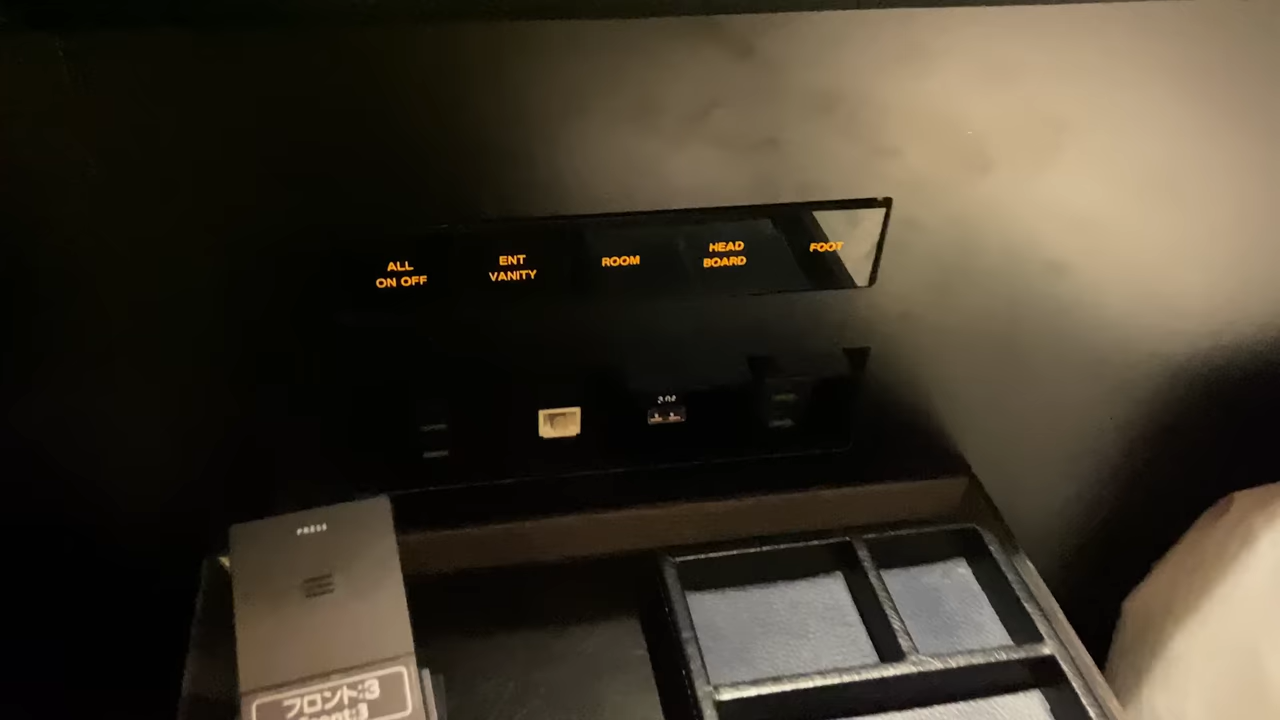 ALL
ON OFF
ENT
VANITY
ROOM
HEAD
BOARD
FOOT
PRESS
フロント:3